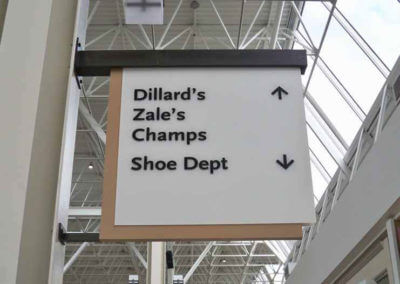 Dillard's ↑
Zale's
Champs
Shoe Dept ↓